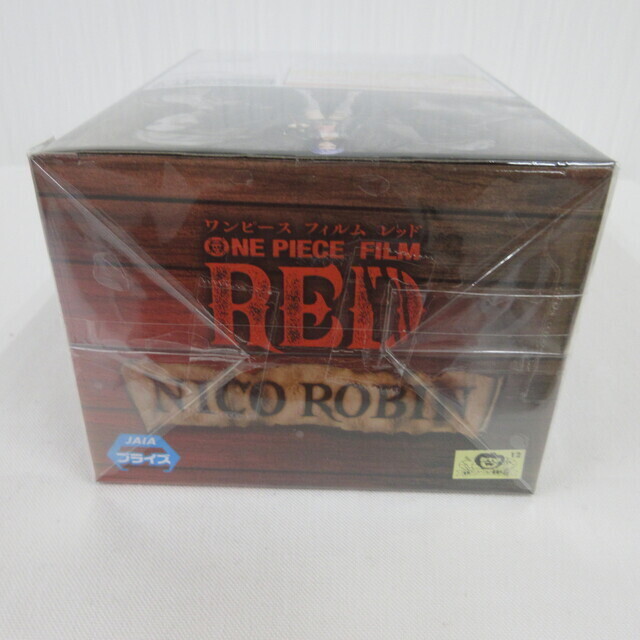 ワンピース フィルム レッド
ONE PIECE FILM
RED
NICO ROBIN
JAIA
プライズ
12